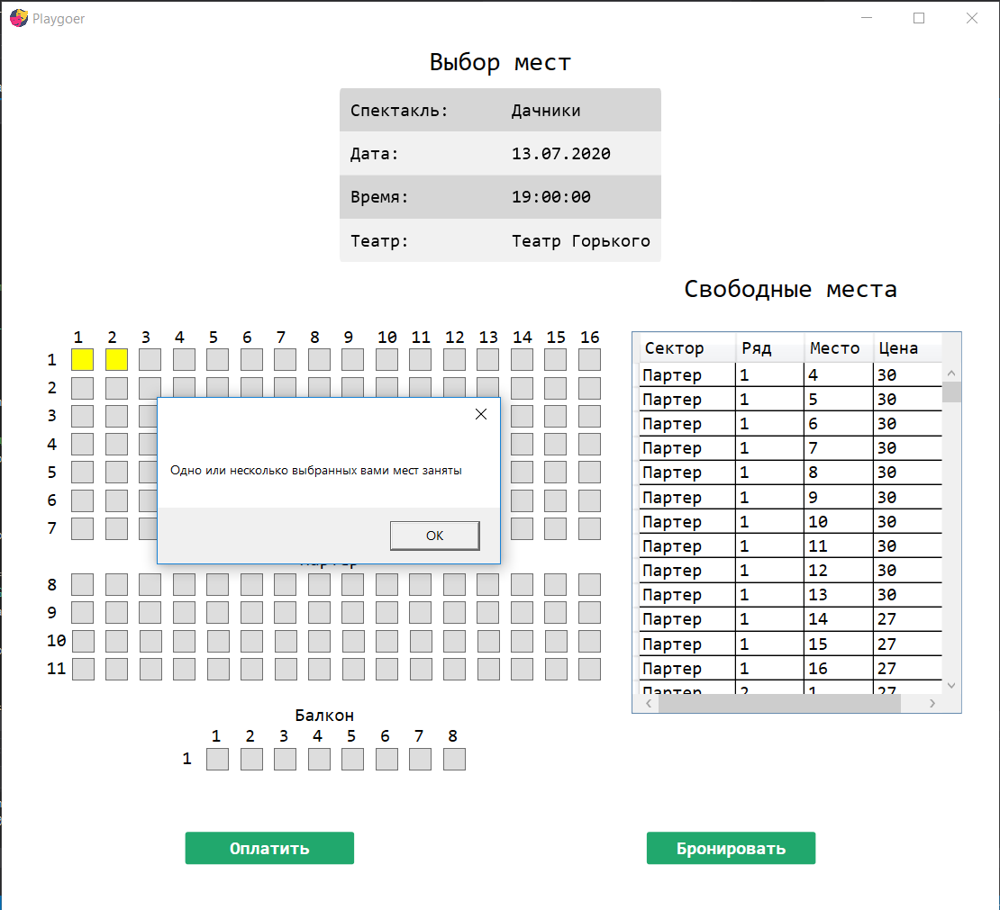 Playgoer
Выбор мест
Спектакль: Дачники
Дата: 13.07.2020
Время: 19:00:00
Театр: Театр Горького
Свободные места
1 2 3 4 5 6 7 8 9 10 11 12 13 14 15 16
1
2
3
4
5
6
7
Одно или несколько выбранных вами мест заняты
OK
8
9
10
11
Балкон
1 2 3 4 5 6 7 8
1
Сектор Ряд Место Цена
Партер 1 4 30
Партер 1 5 30
Партер 1 6 30
Партер 1 7 30
Партер 1 8 30
Партер 1 9 30
Партер 1 10 30
Партер 1 11 30
Партер 1 12 30
Партер 1 13 30
Партер 1 14 27
Партер 1 15 27
Партер 1 16 27
Партер 2 1 27
Оплатить
Бронировать